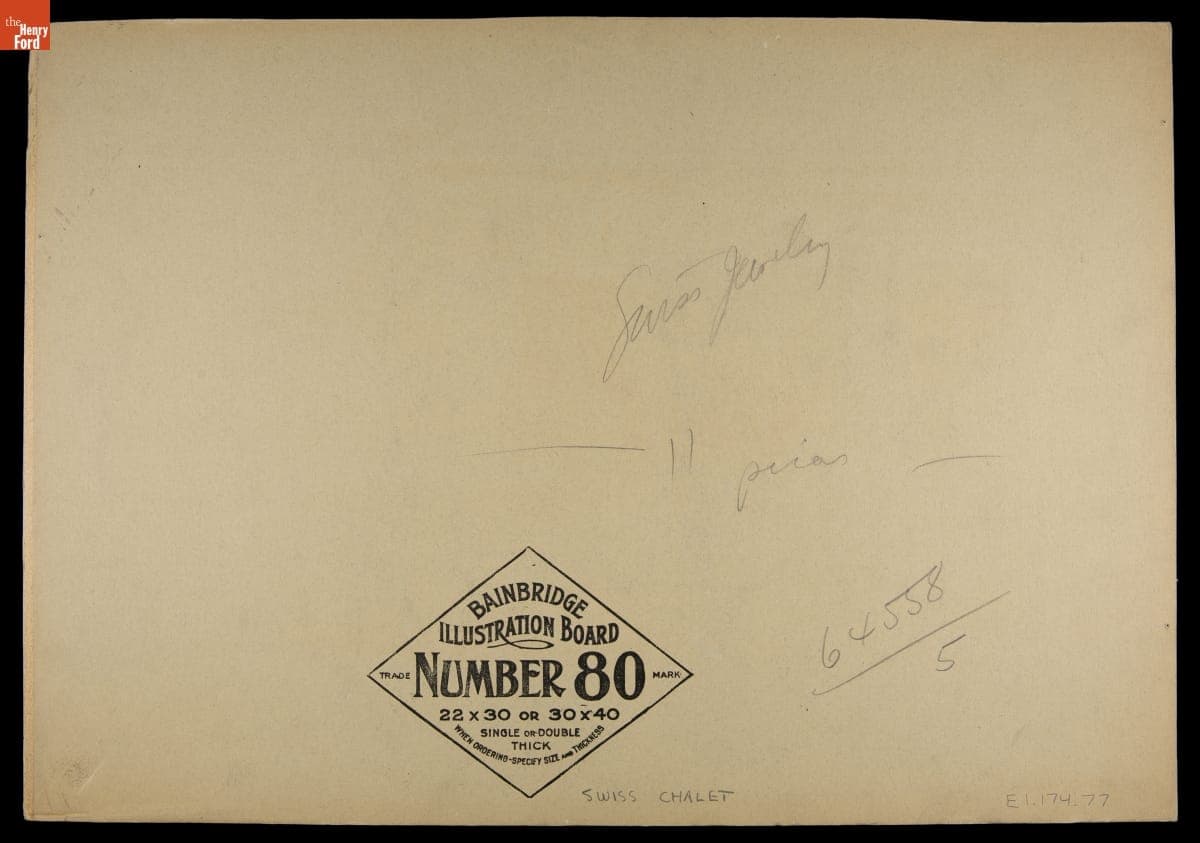 the
Henry
Ford
Swiss Jewelry
— 11 picas —
64558
5
BAINBRIDGE
ILLUSTRATION BOARD
TRADE NUMBER 80 MARK
22 x 30 OR 30 x 40
SINGLE OR DOUBLE
THICK
WHEN ORDERING-SPECIFY SIZE AND THICKNESS
SWISS CHALET
E.1.174.77